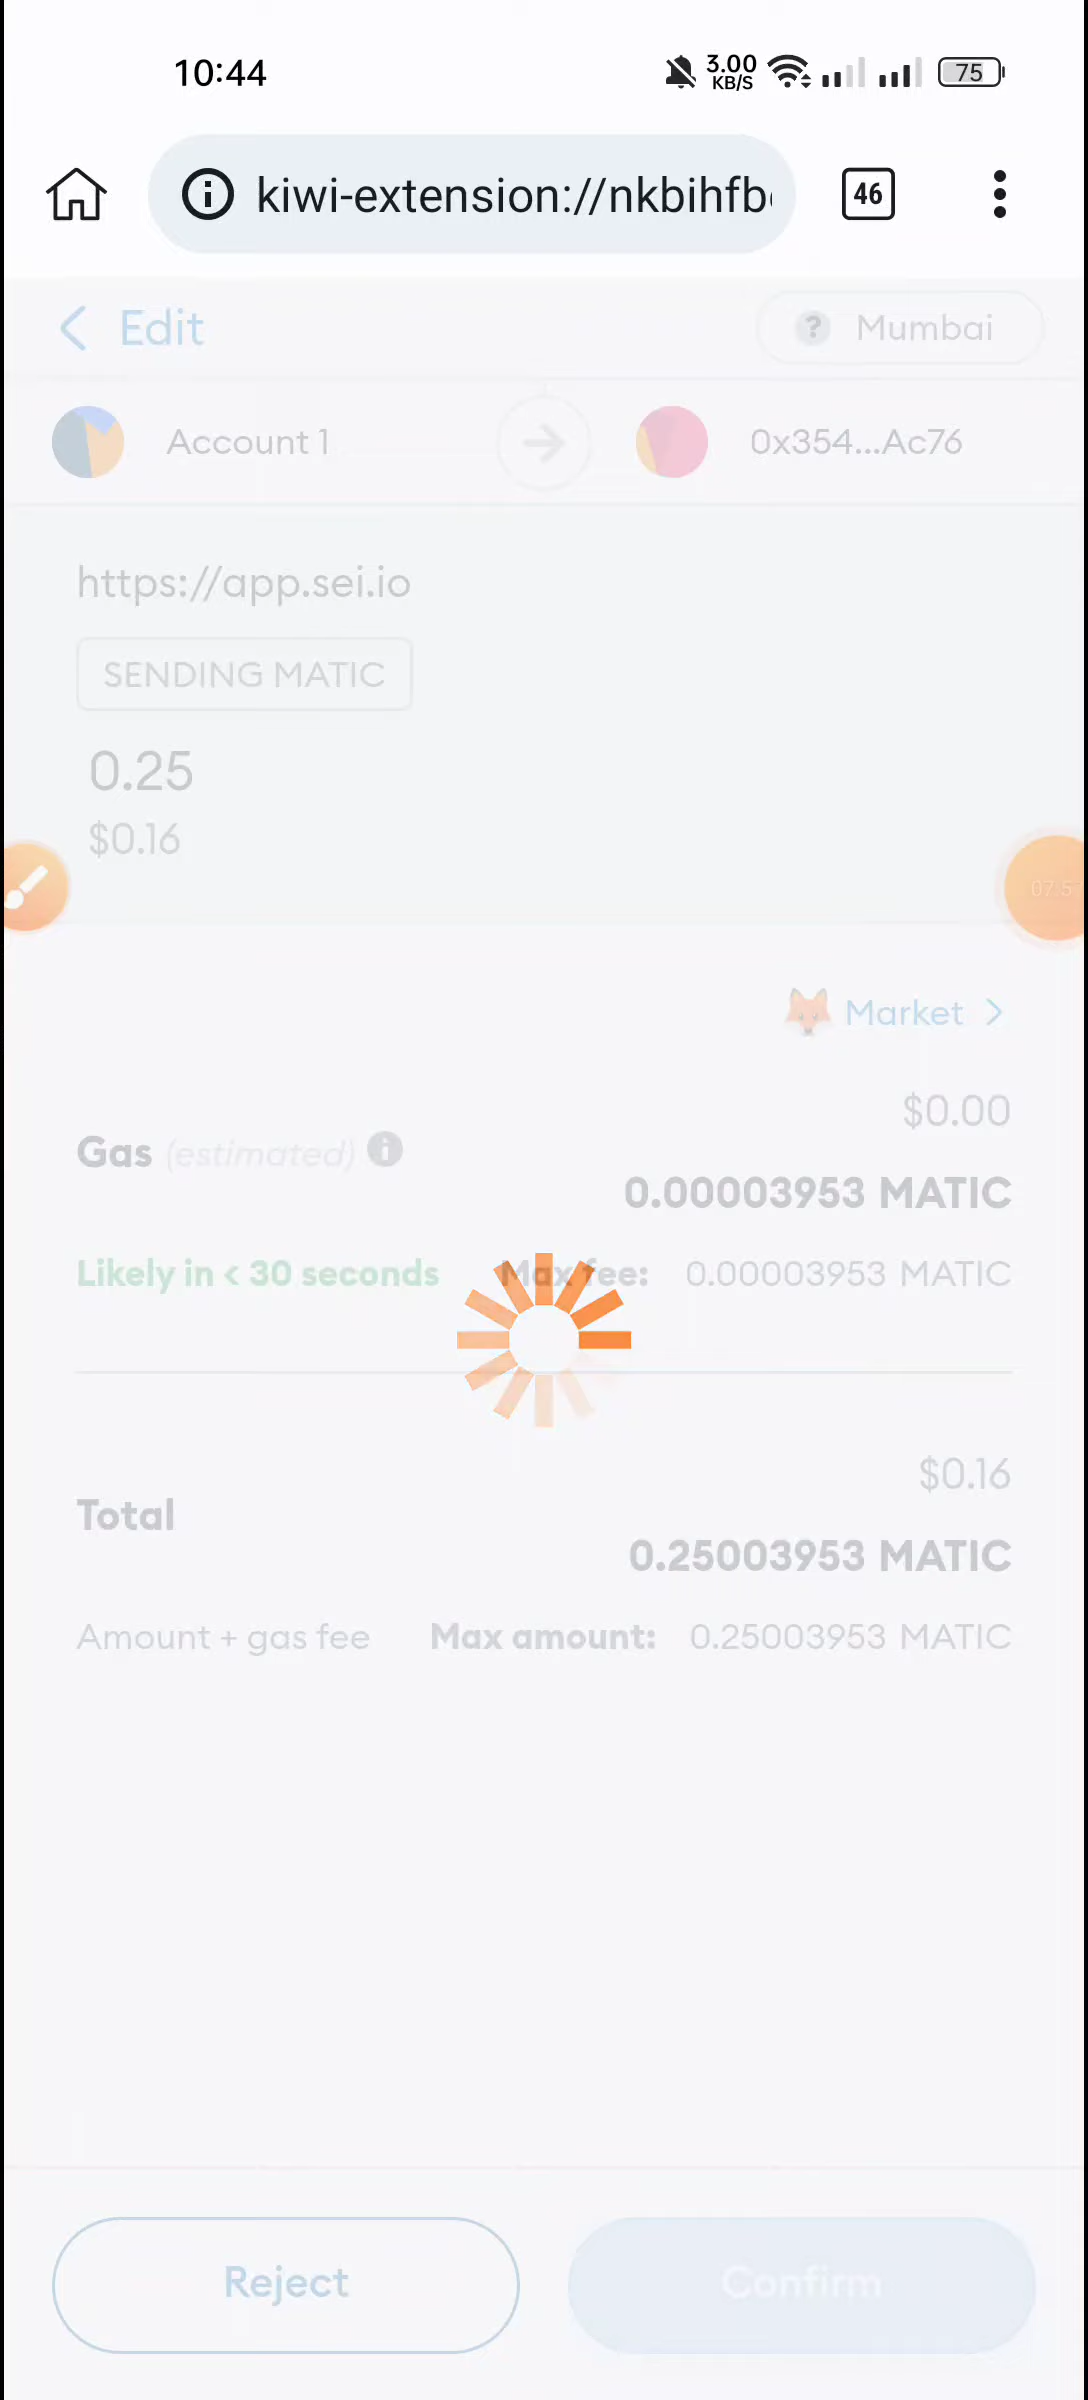 10:44
3.00
KB/S
75
kiwi-extension://nkbihfb
46
Edit
? Mumbai
Account 1
0x354...Ac76
https://app.sei.io
SENDING MATIC
0.25
$0.16
07:5
Market
$0.00
Gas (estimated)
0.00003953 MATIC
Likely in < 30 seconds
Max fee: 0.00003953 MATIC
$0.16
Total
0.25003953 MATIC
Amount + gas fee
Max amount: 0.25003953 MATIC
Reject
Confirm